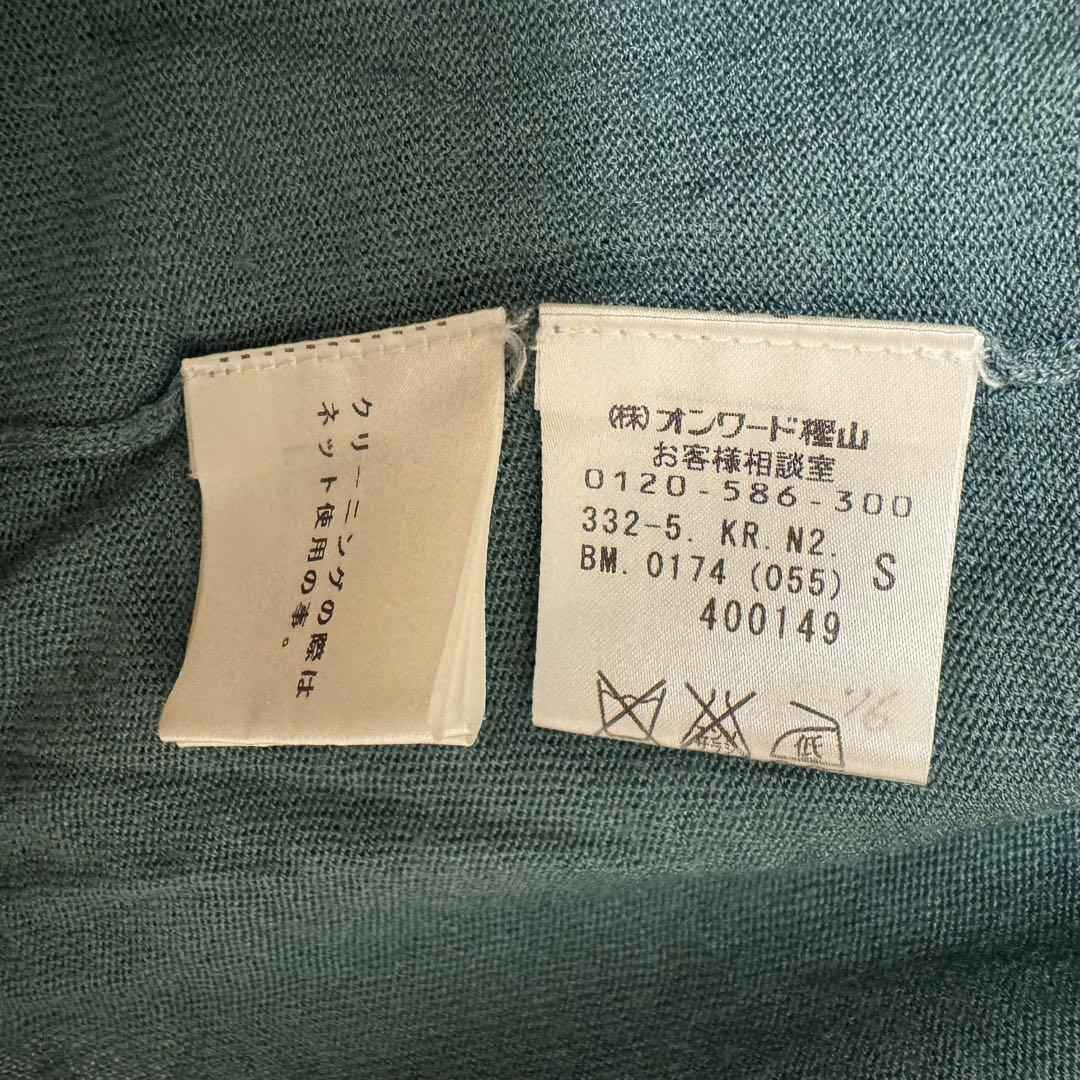 クリーニングの際は
ネット使用の事。
(株)オンワード樫山
お客様相談室
0120-586-300
332-5. KR. N2.
BM. 0174 (055) S
400149
低